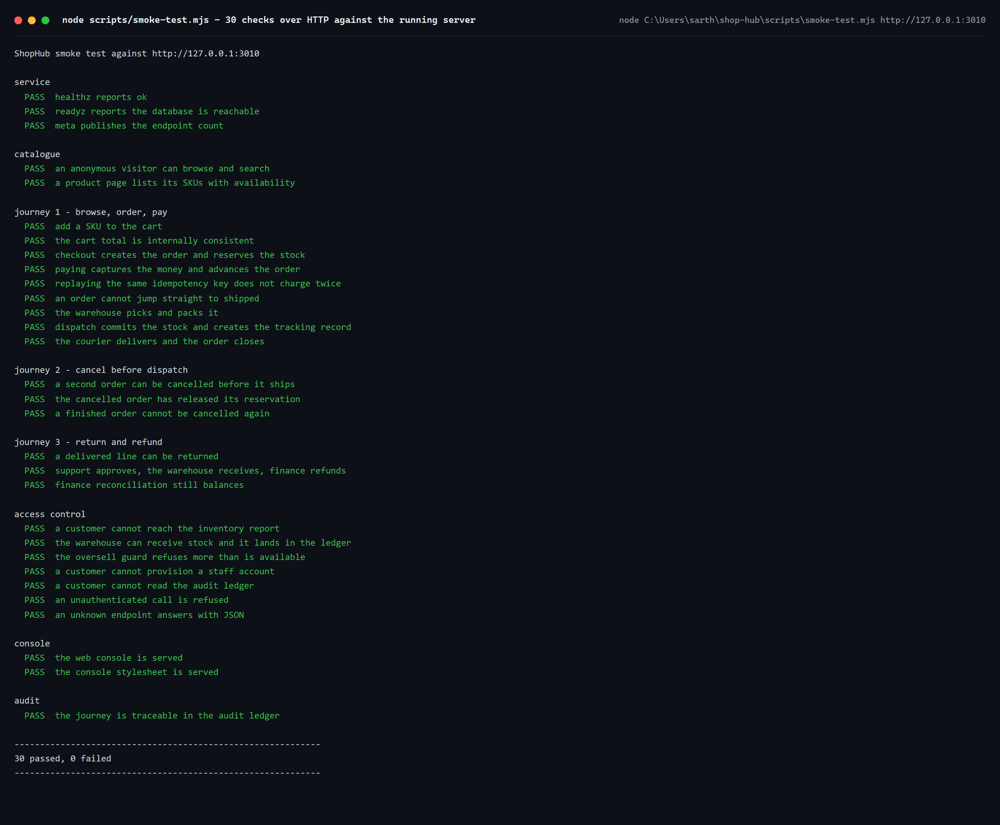 node scripts/smoke-test.mjs – 30 checks over HTTP against the running server
node C:\Users\sarth\shop-hub\scripts\smoke-test.mjs http://127.0.0.1:3010
ShopHub smoke test against http://127.0.0.1:3010
service
PASS  healthz reports ok
PASS  readyz reports the database is reachable
PASS  meta publishes the endpoint count
catalogue
PASS  an anonymous visitor can browse and search
PASS  a product page lists its SKUs with availability
journey 1 - browse, order, pay
PASS  add a SKU to the cart
PASS  the cart total is internally consistent
PASS  checkout creates the order and reserves the stock
PASS  paying captures the money and advances the order
PASS  replaying the same idempotency key does not charge twice
PASS  an order cannot jump straight to shipped
PASS  the warehouse picks and packs it
PASS  dispatch commits the stock and creates the tracking record
PASS  the courier delivers and the order closes
journey 2 - cancel before dispatch
PASS  a second order can be cancelled before it ships
PASS  the cancelled order has released its reservation
PASS  a finished order cannot be cancelled again
journey 3 - return and refund
PASS  a delivered line can be returned
PASS  support approves, the warehouse receives, finance refunds
PASS  finance reconciliation still balances
access control
PASS  a customer cannot reach the inventory report
PASS  the warehouse can receive stock and it lands in the ledger
PASS  the oversell guard refuses more than is available
PASS  a customer cannot provision a staff account
PASS  a customer cannot read the audit ledger
PASS  an unauthenticated call is refused
PASS  an unknown endpoint answers with JSON
console
PASS  the web console is served
PASS  the console stylesheet is served
audit
PASS  the journey is traceable in the audit ledger
------------------------------------------------------------
30 passed, 0 failed
------------------------------------------------------------